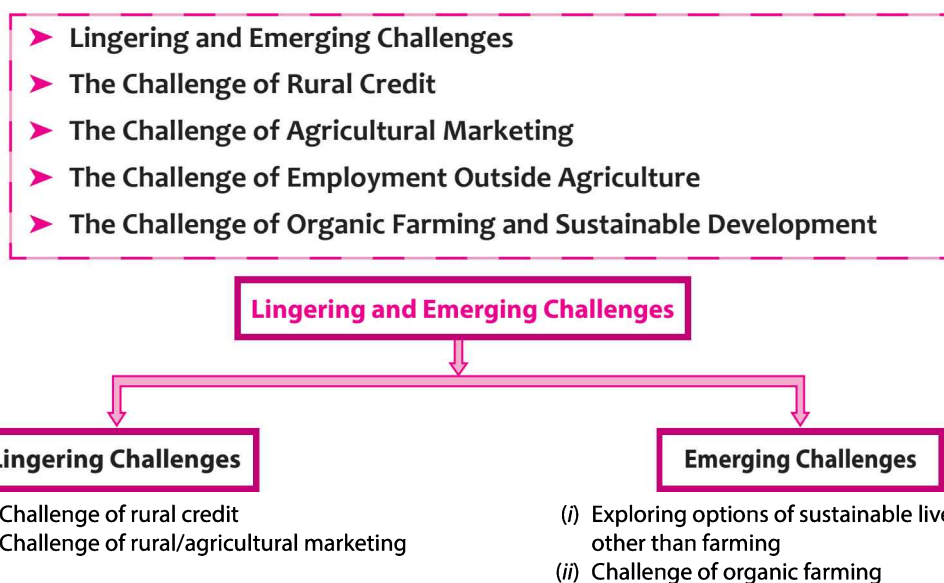 ➤ Lingering and Emerging Challenges
➤ The Challenge of Rural Credit
➤ The Challenge of Agricultural Marketing
➤ The Challenge of Employment Outside Agriculture
➤ The Challenge of Organic Farming and Sustainable Development
Lingering and Emerging Challenges
Lingering Challenges
Emerging Challenges
Challenge of rural credit
Challenge of rural/agricultural marketing
(i) Exploring options of sustainable
other than farming
(ii) Challenge of organic farming